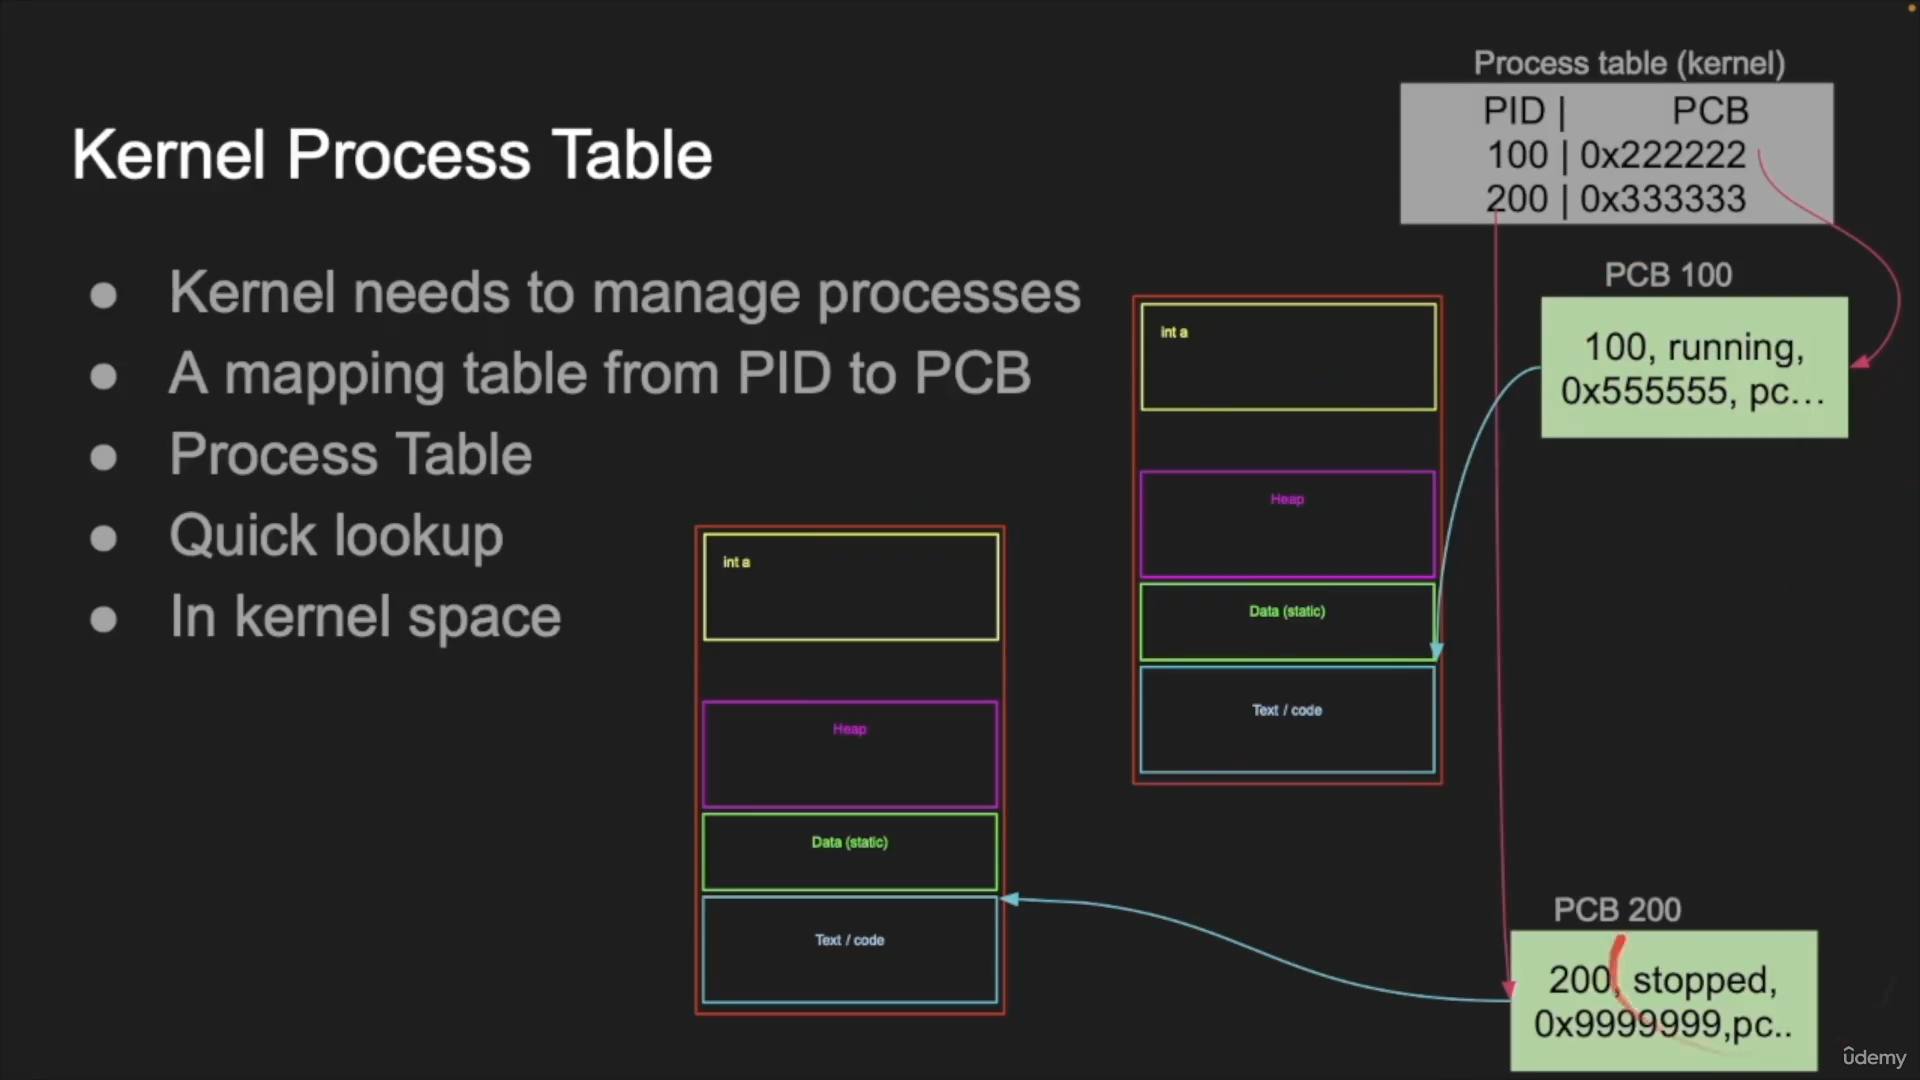 Kernel Process Table
● Kernel needs to manage processes
● A mapping table from PID to PCB
● Process Table
● Quick lookup
● In kernel space
Process table (kernel)
PID | PCB
100 | 0x222222
200 | 0x333333
PCB 100
100, running,
0x555555, pc...
int a
Heap
Data (static)
Text / code
int a
Heap
Data (static)
Text / code
PCB 200
200, stopped,
0x9999999,pc..
ûdemy